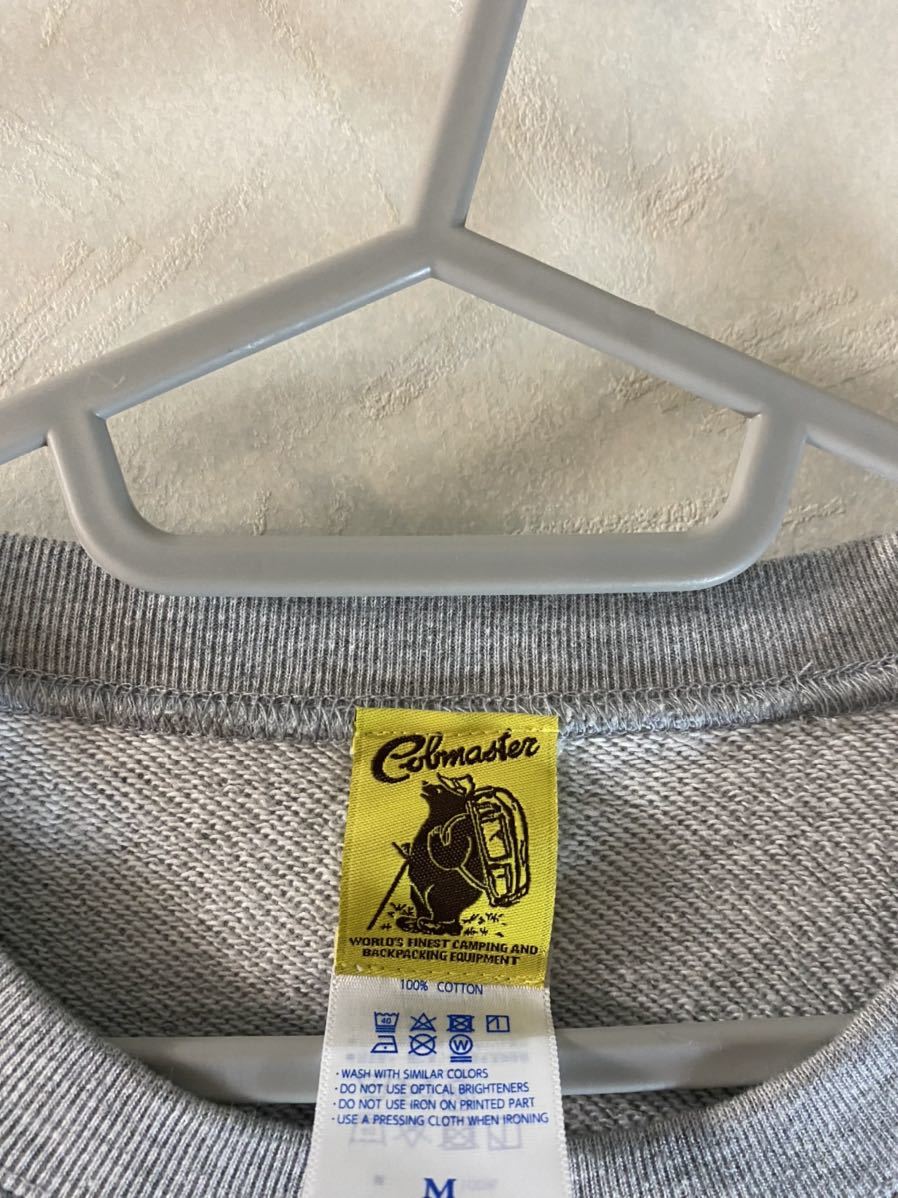 Cobmaster
WORLD'S FINEST CAMPING AND
BACKPACKING EQUIPMENT
100% COTTON
40
W
・WASH WITH SIMILAR COLORS
・DO NOT USE OPTICAL BRIGHTENERS
・DO NOT USE IRON ON PRINTED PART
・USE A PRESSING CLOTH WHEN IRONING
M